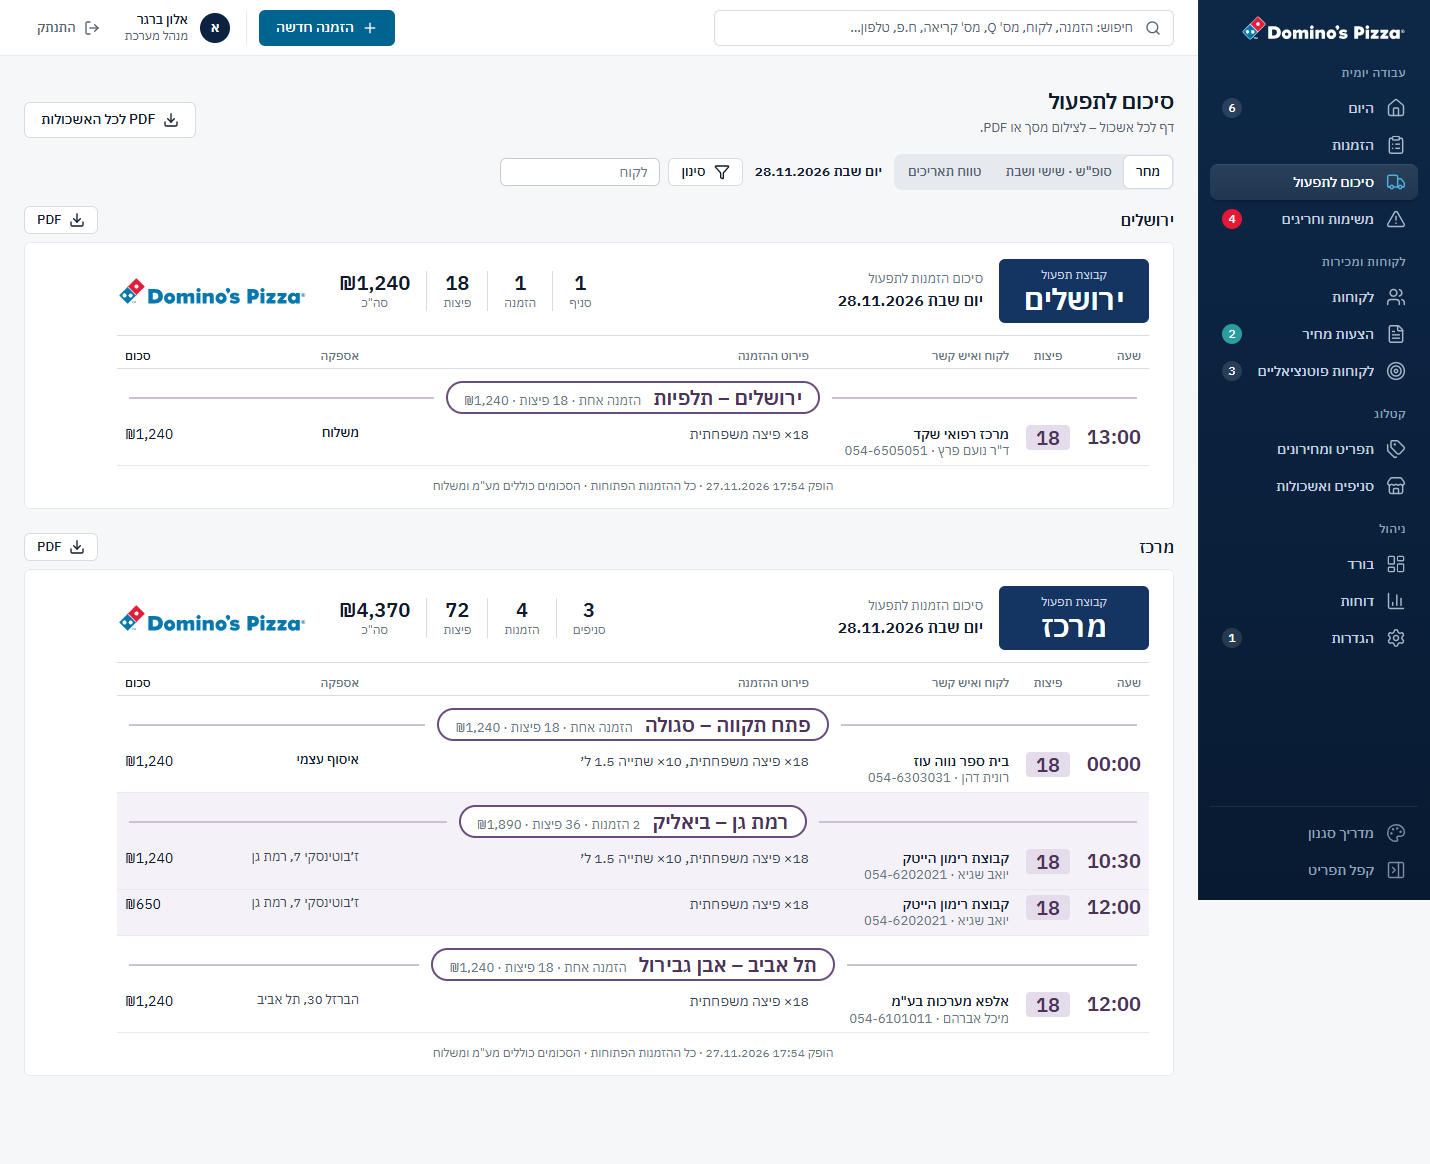 Domino's Pizza
עבודה יומית
היום 6
הזמנות
סיכום לתפעול
משימות וחריגים 4
לקוחות ומכירות
לקוחות
הצעות מחיר 2
לקוחות פוטנציאליים 3
קטלוג
תפריט ומחירונים
סניפים ואשכולות
ניהול
בורד
דוחות
הגדרות 1
מדריך סגנון
קפל תפריט
חיפוש: הזמנה, לקוח, מס' Q, מס' קריאה, ח.פ, טלפון...
הזמנה חדשה
א
אלון ברגר
מנהל מערכת
התנתק
סיכום לתפעול
דף לכל אשכול – לצילום מסך או PDF.
PDF לכל האשכולות
מחר
סופ"ש · שישי ושבת
טווח תאריכים
יום שבת 28.11.2026
סינון
לקוח
ירושלים
PDF
קבוצת תפעול
ירושלים
סיכום הזמנות לתפעול
יום שבת 28.11.2026
1 סניף
1 הזמנה
18 פיצות
₪1,240 סה"כ
Domino's Pizza
שעה פיצות לקוח ואיש קשר פירוט ההזמנה אספקה סכום
ירושלים – תלפיות הזמנה אחת · 18 פיצות · ₪1,240
13:00 18 מרכז רפואי שקד 18× פיצה משפחתית משלוח ₪1,240
ד"ר נועם פרץ · 054-6505051
הופק 27.11.2026 17:54 · כל ההזמנות הפתוחות · הסכומים כוללים מע"מ ומשלוח
מרכז
PDF
קבוצת תפעול
מרכז
סיכום הזמנות לתפעול
יום שבת 28.11.2026
3 סניפים
4 הזמנות
72 פיצות
₪4,370 סה"כ
Domino's Pizza
שעה פיצות לקוח ואיש קשר פירוט ההזמנה אספקה סכום
פתח תקווה – סגולה הזמנה אחת · 18 פיצות · ₪1,240
00:00 18 בית ספר נווה עוז 18× פיצה משפחתית, 10× שתייה 1.5 ל׳ איסוף עצמי ₪1,240
רונית דהן · 054-6303031
רמת גן – ביאליק 2 הזמנות · 36 פיצות · ₪1,890
10:30 18 קבוצת רימון הייטק 18× פיצה משפחתית, 10× שתייה 1.5 ל׳ ז׳בוטינסקי 7, רמת גן ₪1,240
יואב שגיא · 054-6202021
12:00 18 קבוצת רימון הייטק 18× פיצה משפחתית ז׳בוטינסקי 7, רמת גן ₪650
יואב שגיא · 054-6202021
תל אביב – אבן גבירול הזמנה אחת · 18 פיצות · ₪1,240
12:00 18 אלפא מערכות בע"מ 18× פיצה משפחתית הברזל 30, תל אביב ₪1,240
מיכל אברהם · 054-6101011
הופק 27.11.2026 17:54 · כל ההזמנות הפתוחות · הסכומים כוללים מע"מ ומשלוח